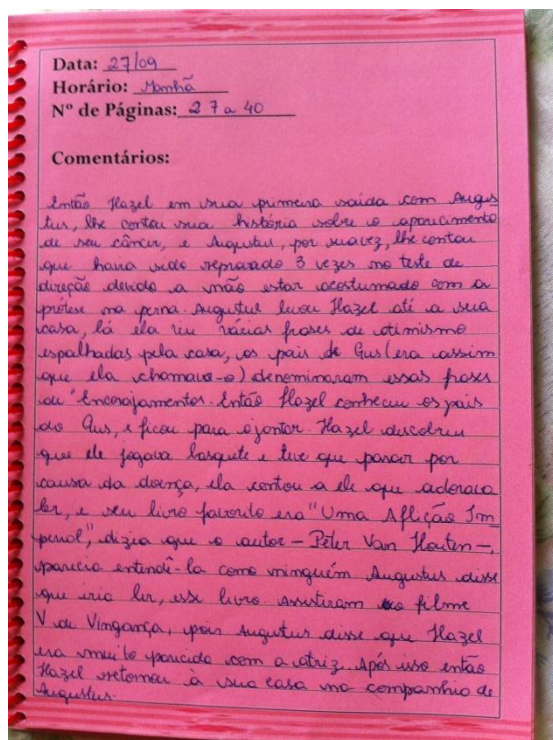 Data: 27/09
Horário: Manhã
Nº de Páginas: 27 a 40
Comentários:
Então Hazel em sua primeira saída com Augus
tus, lhe contou sua história sobre o aparecimento
de seu câncer, e Augustus, por sua vez, lhe contou
que havia sido reprovado 3 vezes no teste de
direção devido a não estar acostumado com a
prótese na perna. Augustus levou Hazel até a sua
casa, lá ela viu várias frases de otimismo
espalhadas pela casa, os pais de Gus (era assim
que ela chamava-o) denominaram essas frases
de "Encorajamentos. Então Hazel conheceu os pais
do Gus, e ficou para o jantar. Hazel descobriu
que ele jogava basquete e teve que parar por
causa da doença, ela contou a ele que adorava
ler, e seu livro favorito era "Uma Aflição Im
perial", dizia que o autor - Peter Van Houten -,
parecia entendê-la como ninguém Augustus disse
que iria ler, esse livro assistiram ao filme
V de Vingança, pois Augustus disse que Hazel
era muito parecida com a atriz. Após isso então
Hazel retornou a sua casa na companhia de
Augustus.